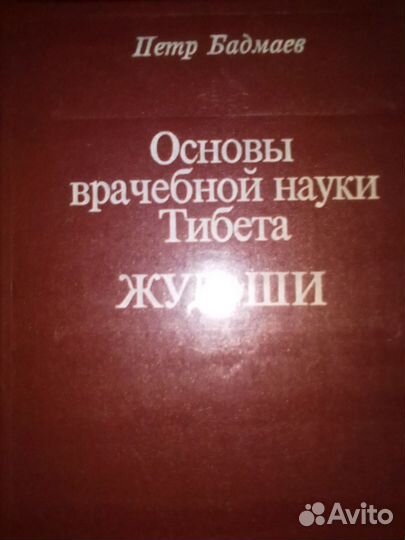 Петр Бадмаев
Основы
врачебной науки
Тибета
Avito